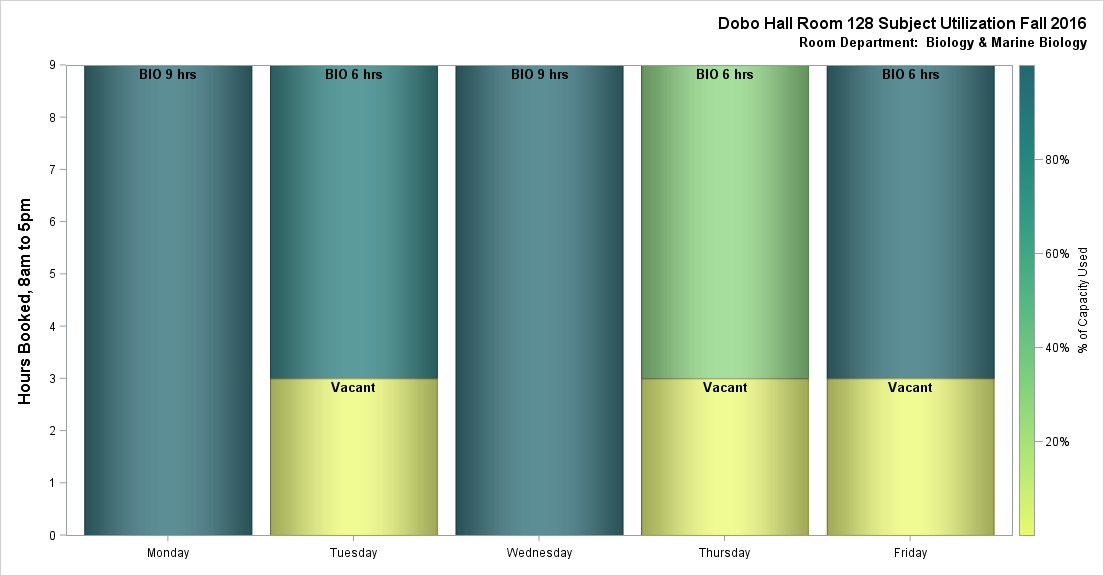 Dobo Hall Room 128 Subject Utilization Fall 2016
Room Department:  Biology & Marine Biology
Hours Booked, 8am to 5pm
9
8
7
6
5
4
3
2
1
0
BIO 9 hrs
BIO 6 hrs
BIO 9 hrs
BIO 6 hrs
BIO 6 hrs
Vacant
Vacant
Vacant
Monday
Tuesday
Wednesday
Thursday
Friday
80%
60%
40%
20%
% of Capacity Used